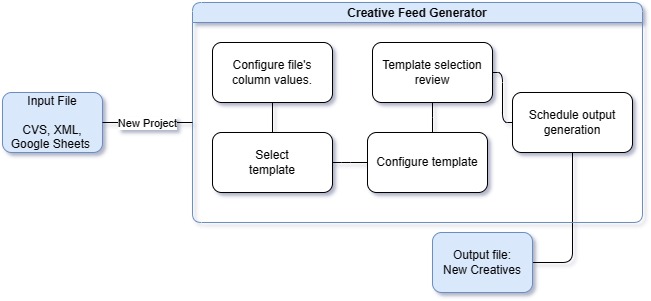 Creative Feed Generator
Input File
CVS, XML,
Google Sheets
New Project
Configure file's
column values.
Select
template
Configure template
Template selection
review
Schedule output
generation
Output file:
New Creatives